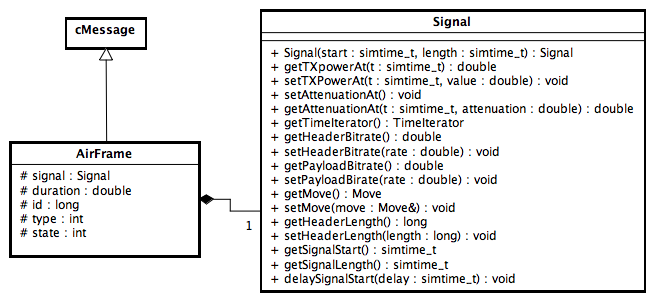 cMessage
AirFrame
# signal : Signal
# duration : double
# id : long
# type : int
# state : int
1
Signal
+ Signal(start : simtime_t, length : simtime_t) : Signal
+ getTXpowerAt(t : simtime_t) : double
+ setTXPowerAt(t : simtime_t, value : double) : void
+ setAttenuationAt() : void
+ getAttenuationAt(t : simtime_t, attenuation : double) : double
+ getTimeIterator() : TimeIterator
+ getHeaderBitrate() : double
+ setHeaderBitrate(rate : double) : void
+ getPayloadBitrate() : double
+ setPayloadBirate(rate : double) : void
+ getMove() : Move
+ setMove(move : Move&) : void
+ getHeaderLength() : long
+ setHeaderLength(length : long) : void
+ getSignalStart() : simtime_t
+ getSignalLength() : simtime_t
+ delaySignalStart(delay : simtime_t) : void